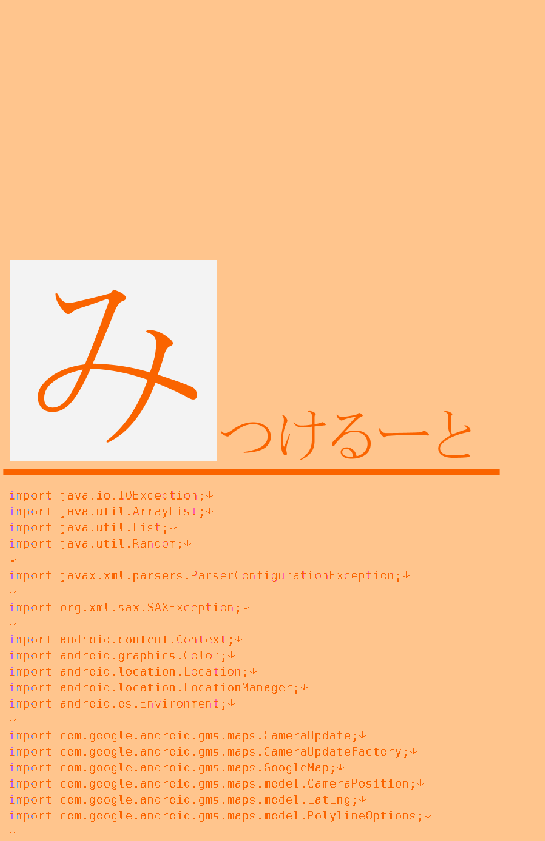 みつけるーと
import java.io.IOException;↓
import java.util.ArrayList;↓
import java.util.List;↓
import java.util.Random;↓
↓
import javax.xml.parsers.ParserConfigurationException;↓
↓
import org.xml.sax.SAXException;↓
↓
import android.content.Context;↓
import android.graphics.Color;↓
import android.location.Location;↓
import android.location.LocationManager;↓
import android.os.Environment;↓
↓
import com.google.android.gms.maps.CameraUpdate;↓
import com.google.android.gms.maps.CameraUpdateFactory;↓
import com.google.android.gms.maps.GoogleMap;↓
import com.google.android.gms.maps.model.CameraPosition;↓
import com.google.android.gms.maps.model.LatLng;↓
import com.google.android.gms.maps.model.PolylineOptions;↓
↓